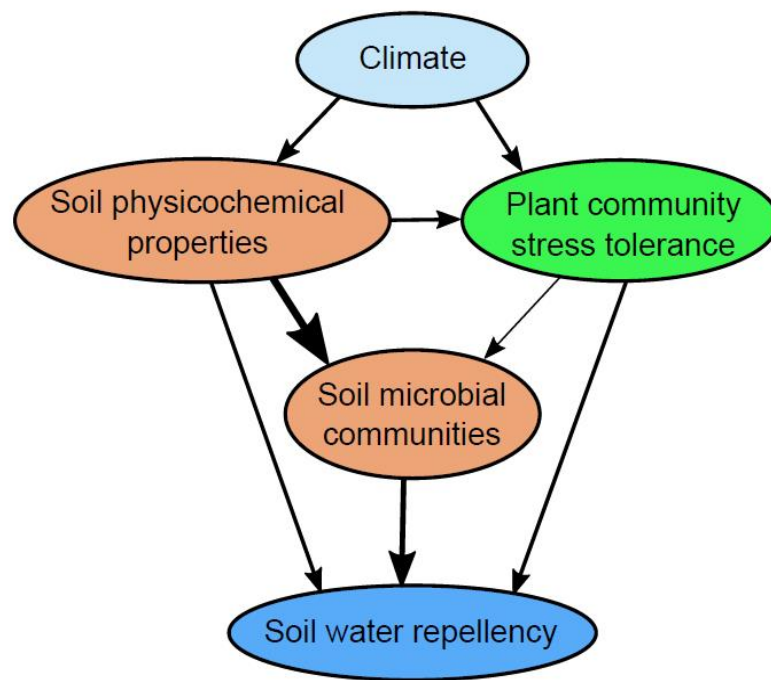 Climate
Soil physicochemical
properties
Plant community
stress tolerance
Soil microbial
communities
Soil water repellency